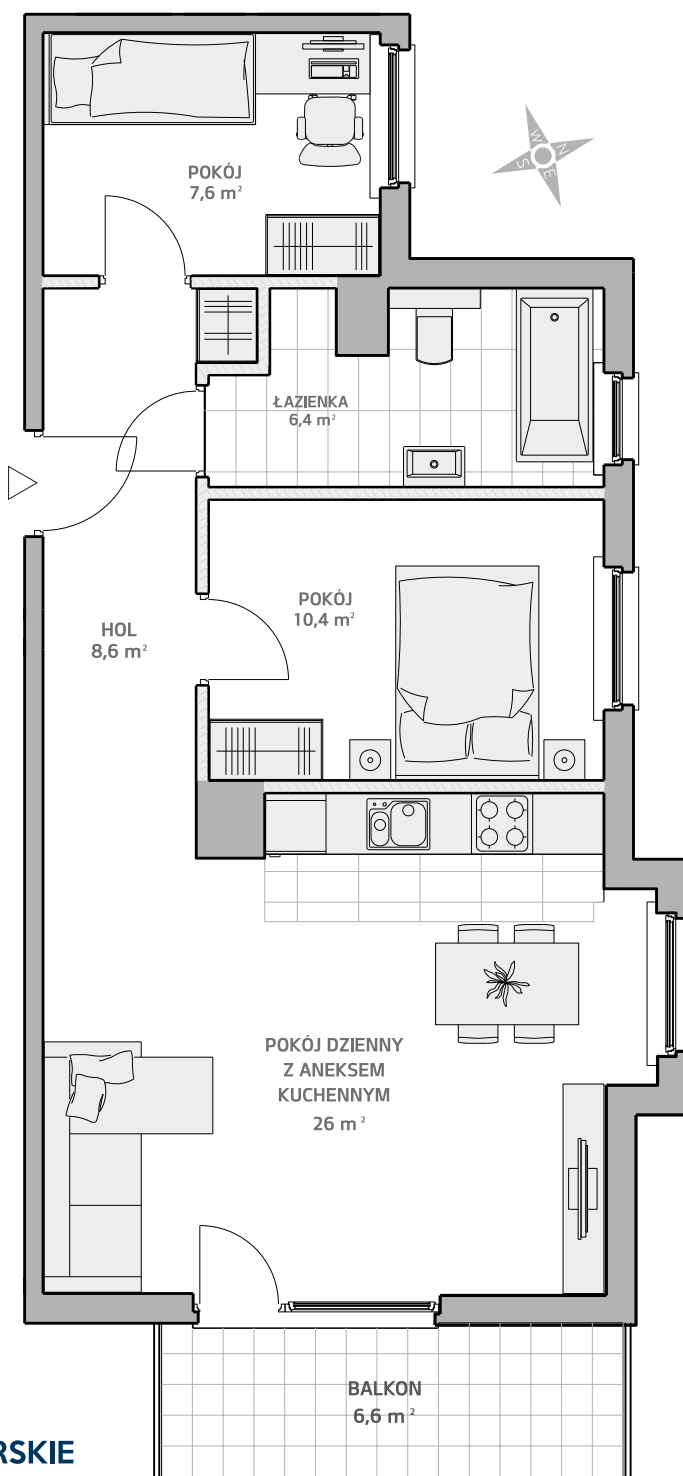 POKÓJ
7,6 m²
W
N
S
E
ŁAZIENKA
6,4 m²
POKÓJ
10,4 m²
HOL
8,6 m²
POKÓJ DZIENNY
Z ANEKSEM
KUCHENNYM
26 m²
BALKON
6,6 m²
RSKIE